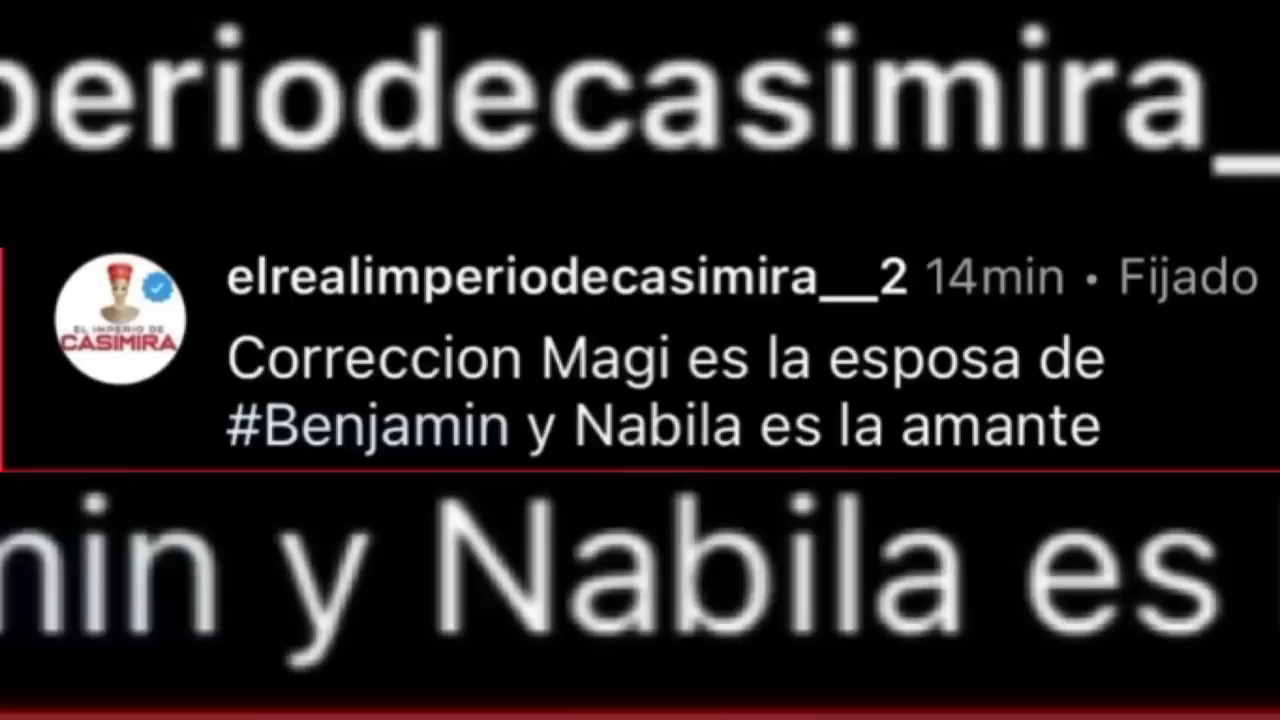 periodecasimira_
elrealimperiodecasimira__2 14min • Fijado
EL IMPERIO DE
CASIMIRA
Correccion Magi es la esposa de
#Benjamin y Nabila es la amante
min y Nabila es